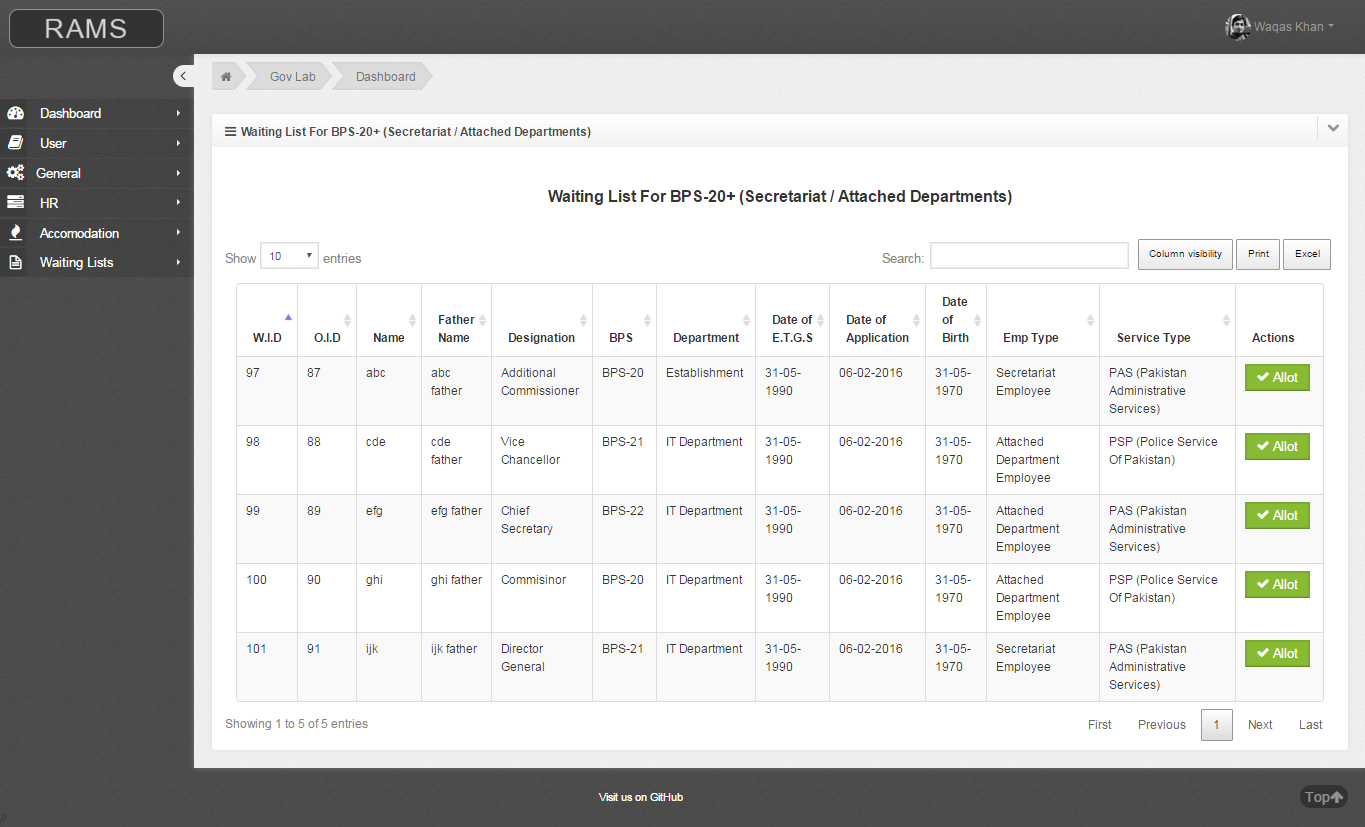 RAMS
Waqas Khan
Gov Lab
Dashboard
Dashboard
User
General
HR
Accomodation
Waiting Lists
Waiting List For BPS-20+ (Secretariat / Attached Departments)
Waiting List For BPS-20+ (Secretariat / Attached Departments)
Show 10 entries
Search:
Column visibility
Print
Excel
W.I.D O.I.D Name Father Name Designation BPS Department Date of E.T.G.S Date of Application Date of Birth Emp Type Service Type Actions
97 87 abc abc father Additional Commissioner BPS-20 Establishment 31-05-1990 06-02-2016 31-05-1970 Secretariat Employee PAS (Pakistan Administrative Services) Allot
98 88 cde cde father Vice Chancellor BPS-21 IT Department 31-05-1990 06-02-2016 31-05-1970 Attached Department Employee PSP (Police Service Of Pakistan) Allot
99 89 efg efg father Chief Secretary BPS-22 IT Department 31-05-1990 06-02-2016 31-05-1970 Attached Department Employee PAS (Pakistan Administrative Services) Allot
100 90 ghi ghi father Commisinor BPS-20 IT Department 31-05-1990 06-02-2016 31-05-1970 Attached Department Employee PSP (Police Service Of Pakistan) Allot
101 91 ijk ijk father Director General BPS-21 IT Department 31-05-1990 06-02-2016 31-05-1970 Secretariat Employee PAS (Pakistan Administrative Services) Allot
Showing 1 to 5 of 5 entries
First Previous 1 Next Last
Visit us on GitHub
Top
//